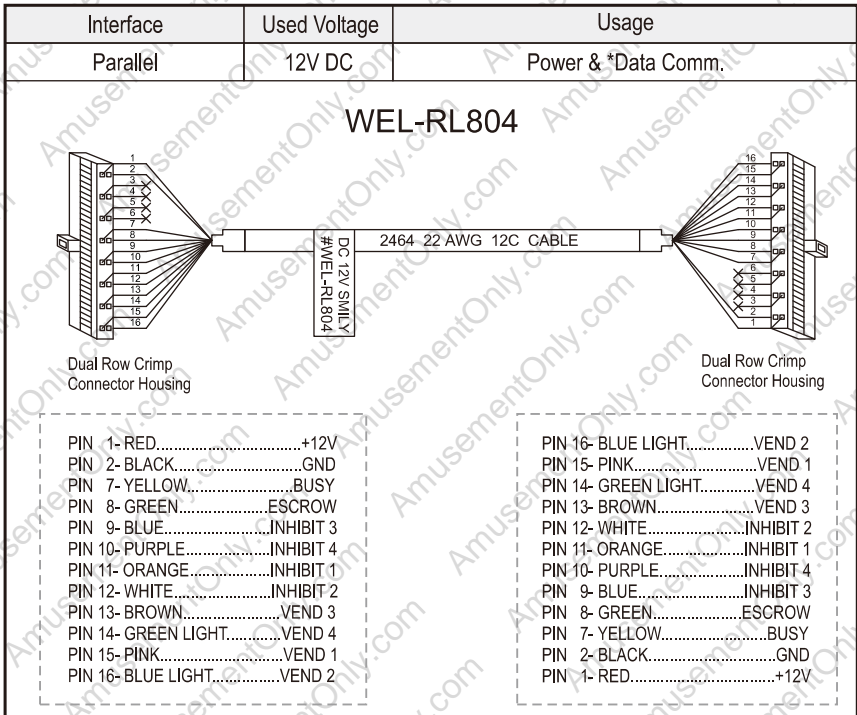 Interface Used Voltage Usage
Parallel 12V DC Power & *Data Comm.
WEL-RL804
1
2
3
4
5
6
7
8
9
10
11
12
13
14
15
16
DC 12V SMILY
#WEL-RL804
2464 22 AWG 12C CABLE
16
15
14
13
12
11
10
9
8
7
6
5
4
3
2
1
Dual Row Crimp
Connector Housing
Dual Row Crimp
Connector Housing
PIN 1- RED.......................+12V
PIN 2- BLACK....................GND
PIN 7- YELLOW.................BUSY
PIN 8- GREEN..............ESCROW
PIN 9- BLUE.................INHIBIT 3
PIN 10- PURPLE.............INHIBIT 4
PIN 11- ORANGE............INHIBIT 1
PIN 12- WHITE...............INHIBIT 2
PIN 13- BROWN...............VEND 3
PIN 14- GREEN LIGHT........VEND 4
PIN 15- PINK...................VEND 1
PIN 16- BLUE LIGHT..........VEND 2
PIN 16- BLUE LIGHT..........VEND 2
PIN 15- PINK...................VEND 1
PIN 14- GREEN LIGHT........VEND 4
PIN 13- BROWN...............VEND 3
PIN 12- WHITE...............INHIBIT 2
PIN 11- ORANGE............INHIBIT 1
PIN 10- PURPLE.............INHIBIT 4
PIN 9- BLUE.................INHIBIT 3
PIN 8- GREEN..............ESCROW
PIN 7- YELLOW.................BUSY
PIN 2- BLACK....................GND
PIN 1- RED.......................+12V
AmusementOnly.com